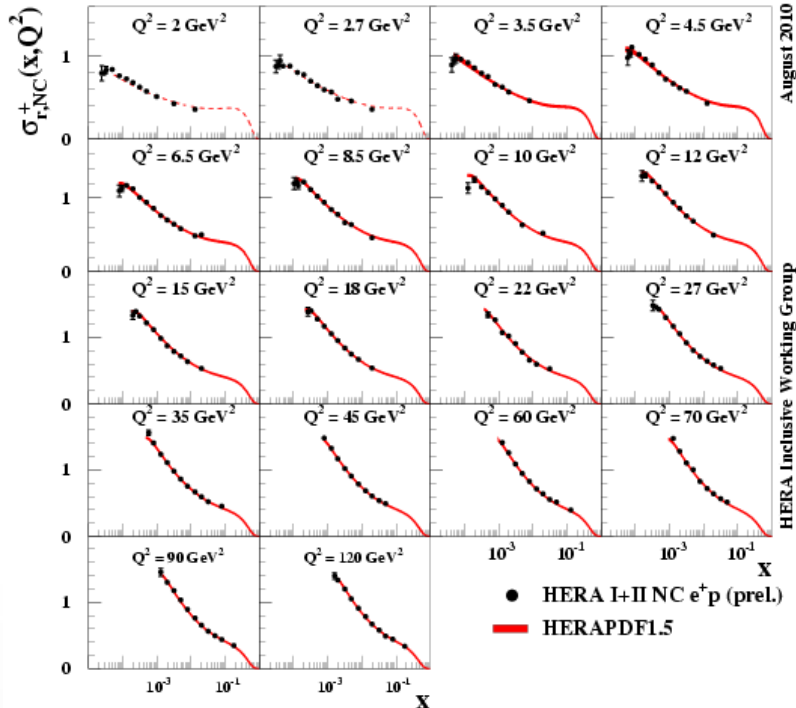 σ⁺r,NC(x,Q²)
August 2010
HERA Inclusive Working Group
Q² = 2 GeV²
Q² = 2.7 GeV²
Q² = 3.5 GeV²
Q² = 4.5 GeV²
1
0
Q² = 6.5 GeV²
Q² = 8.5 GeV²
Q² = 10 GeV²
Q² = 12 GeV²
1
0
Q² = 15 GeV²
Q² = 18 GeV²
Q² = 22 GeV²
Q² = 27 GeV²
1
0
Q² = 35 GeV²
Q² = 45 GeV²
Q² = 60 GeV²
Q² = 70 GeV²
1
0
10⁻³ 10⁻¹
10⁻³ 10⁻¹
x
Q² = 90 GeV²
Q² = 120 GeV²
1
0
10⁻³ 10⁻¹
10⁻³ 10⁻¹
x
HERA I+II NC e⁺p (prel.)
HERAPDF1.5